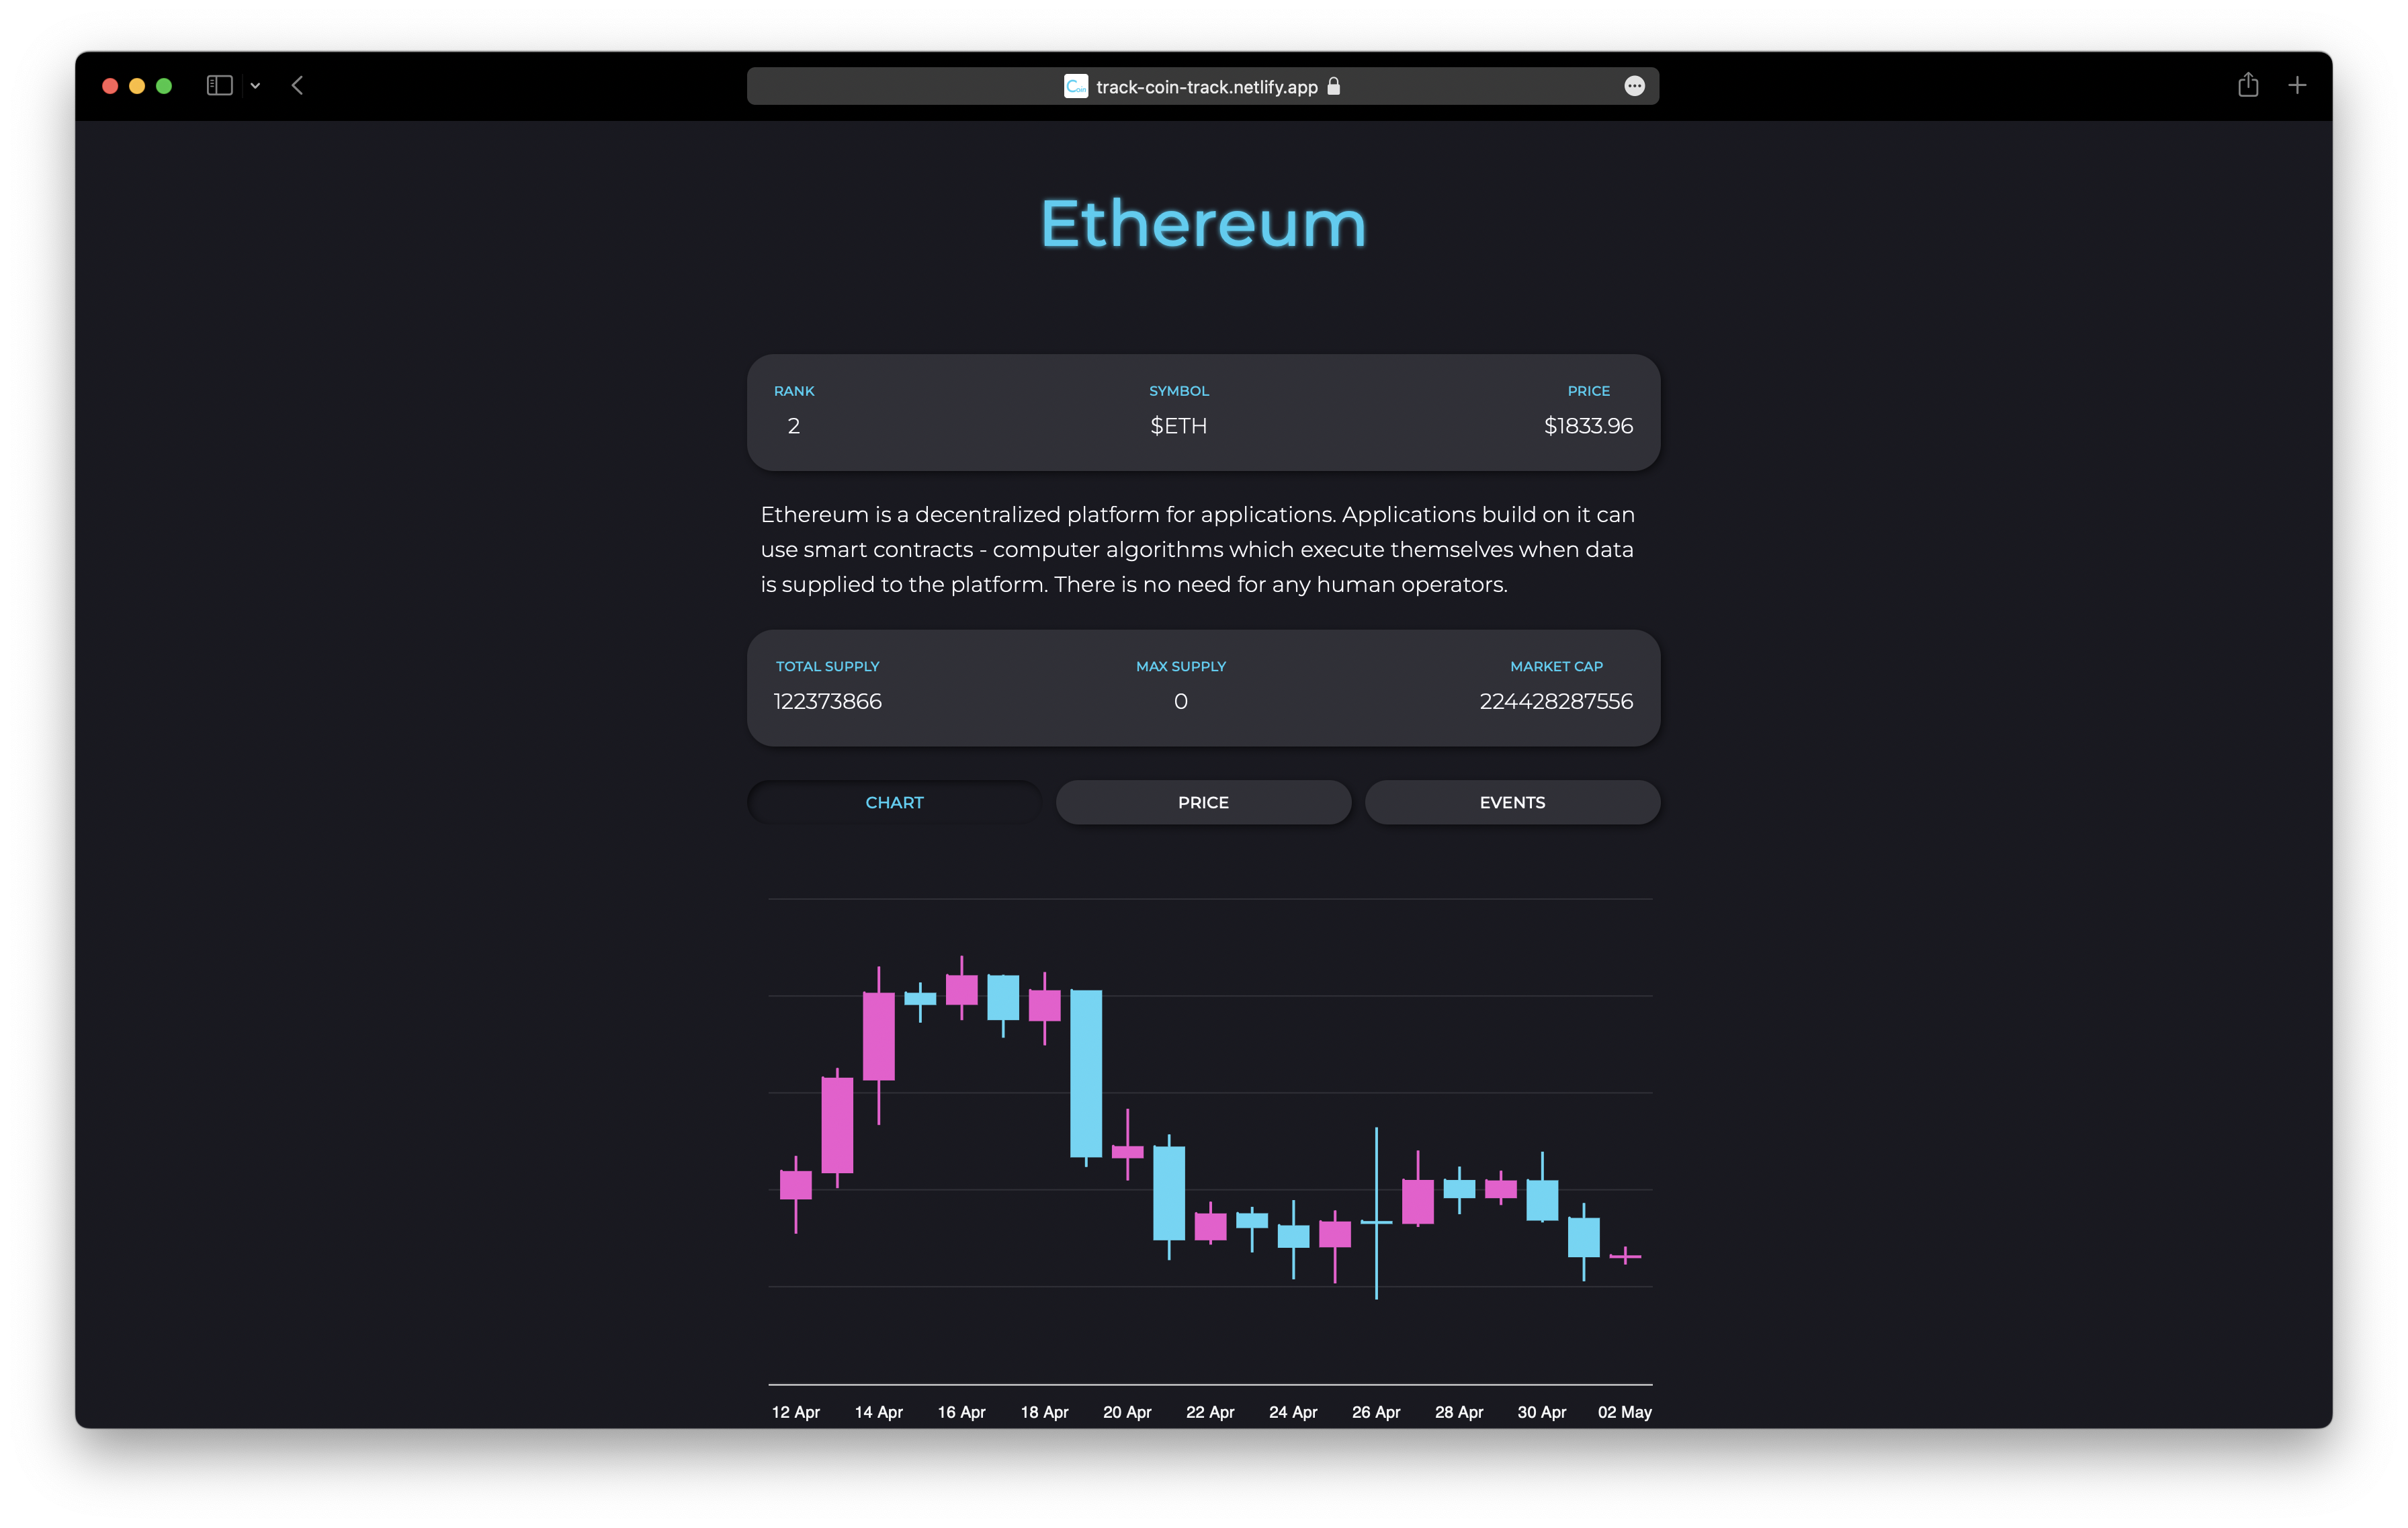 track-coin-track.netlify.app
Ethereum
RANK SYMBOL PRICE
2 $ETH $1833.96
Ethereum is a decentralized platform for applications. Applications build on it can
use smart contracts - computer algorithms which execute themselves when data
is supplied to the platform. There is no need for any human operators.
TOTAL SUPPLY MAX SUPPLY MARKET CAP
122373866 0 224428287556
CHART PRICE EVENTS
12 Apr 14 Apr 16 Apr 18 Apr 20 Apr 22 Apr 24 Apr 26 Apr 28 Apr 30 Apr 02 May